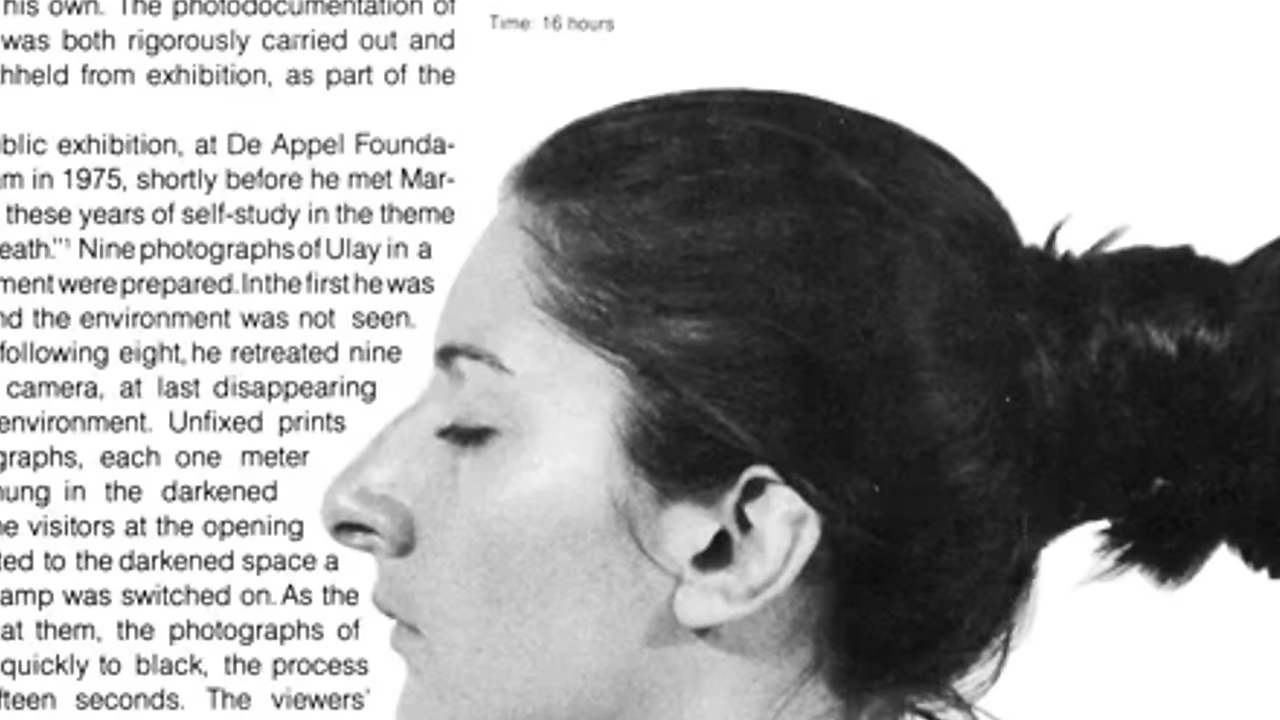 his own. The photodocumentation of
was both rigorously carried out and
hheld from exhibition, as part of the
blic exhibition, at De Appel Founda-
m in 1975, shortly before he met Mar-
these years of self-study in the theme
eath."¹ Nine photographs of Ulay in a
ment were prepared. In the first he was
nd the environment was not seen.
following eight, he retreated nine
camera, at last disappearing
environment. Unfixed prints
graphs, each one meter
hung in the darkened
he visitors at the opening
ted to the darkened space a
amp was switched on. As the
at them, the photographs of
quickly to black, the process
fteen seconds. The viewers'
Time: 16 hours